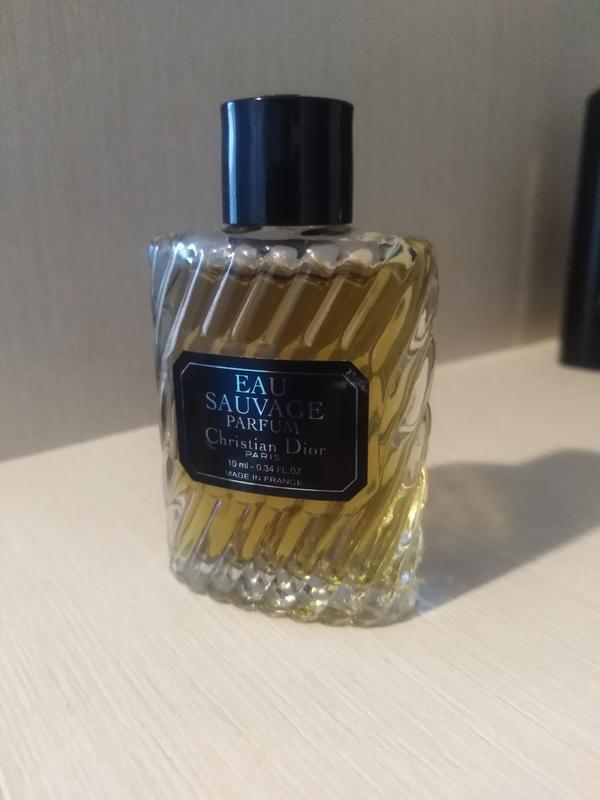 EAU
SAUVAGE
PARFUM
Christian Dior
PARIS
10 ml - 0.34 FL.OZ
MADE IN FRANCE